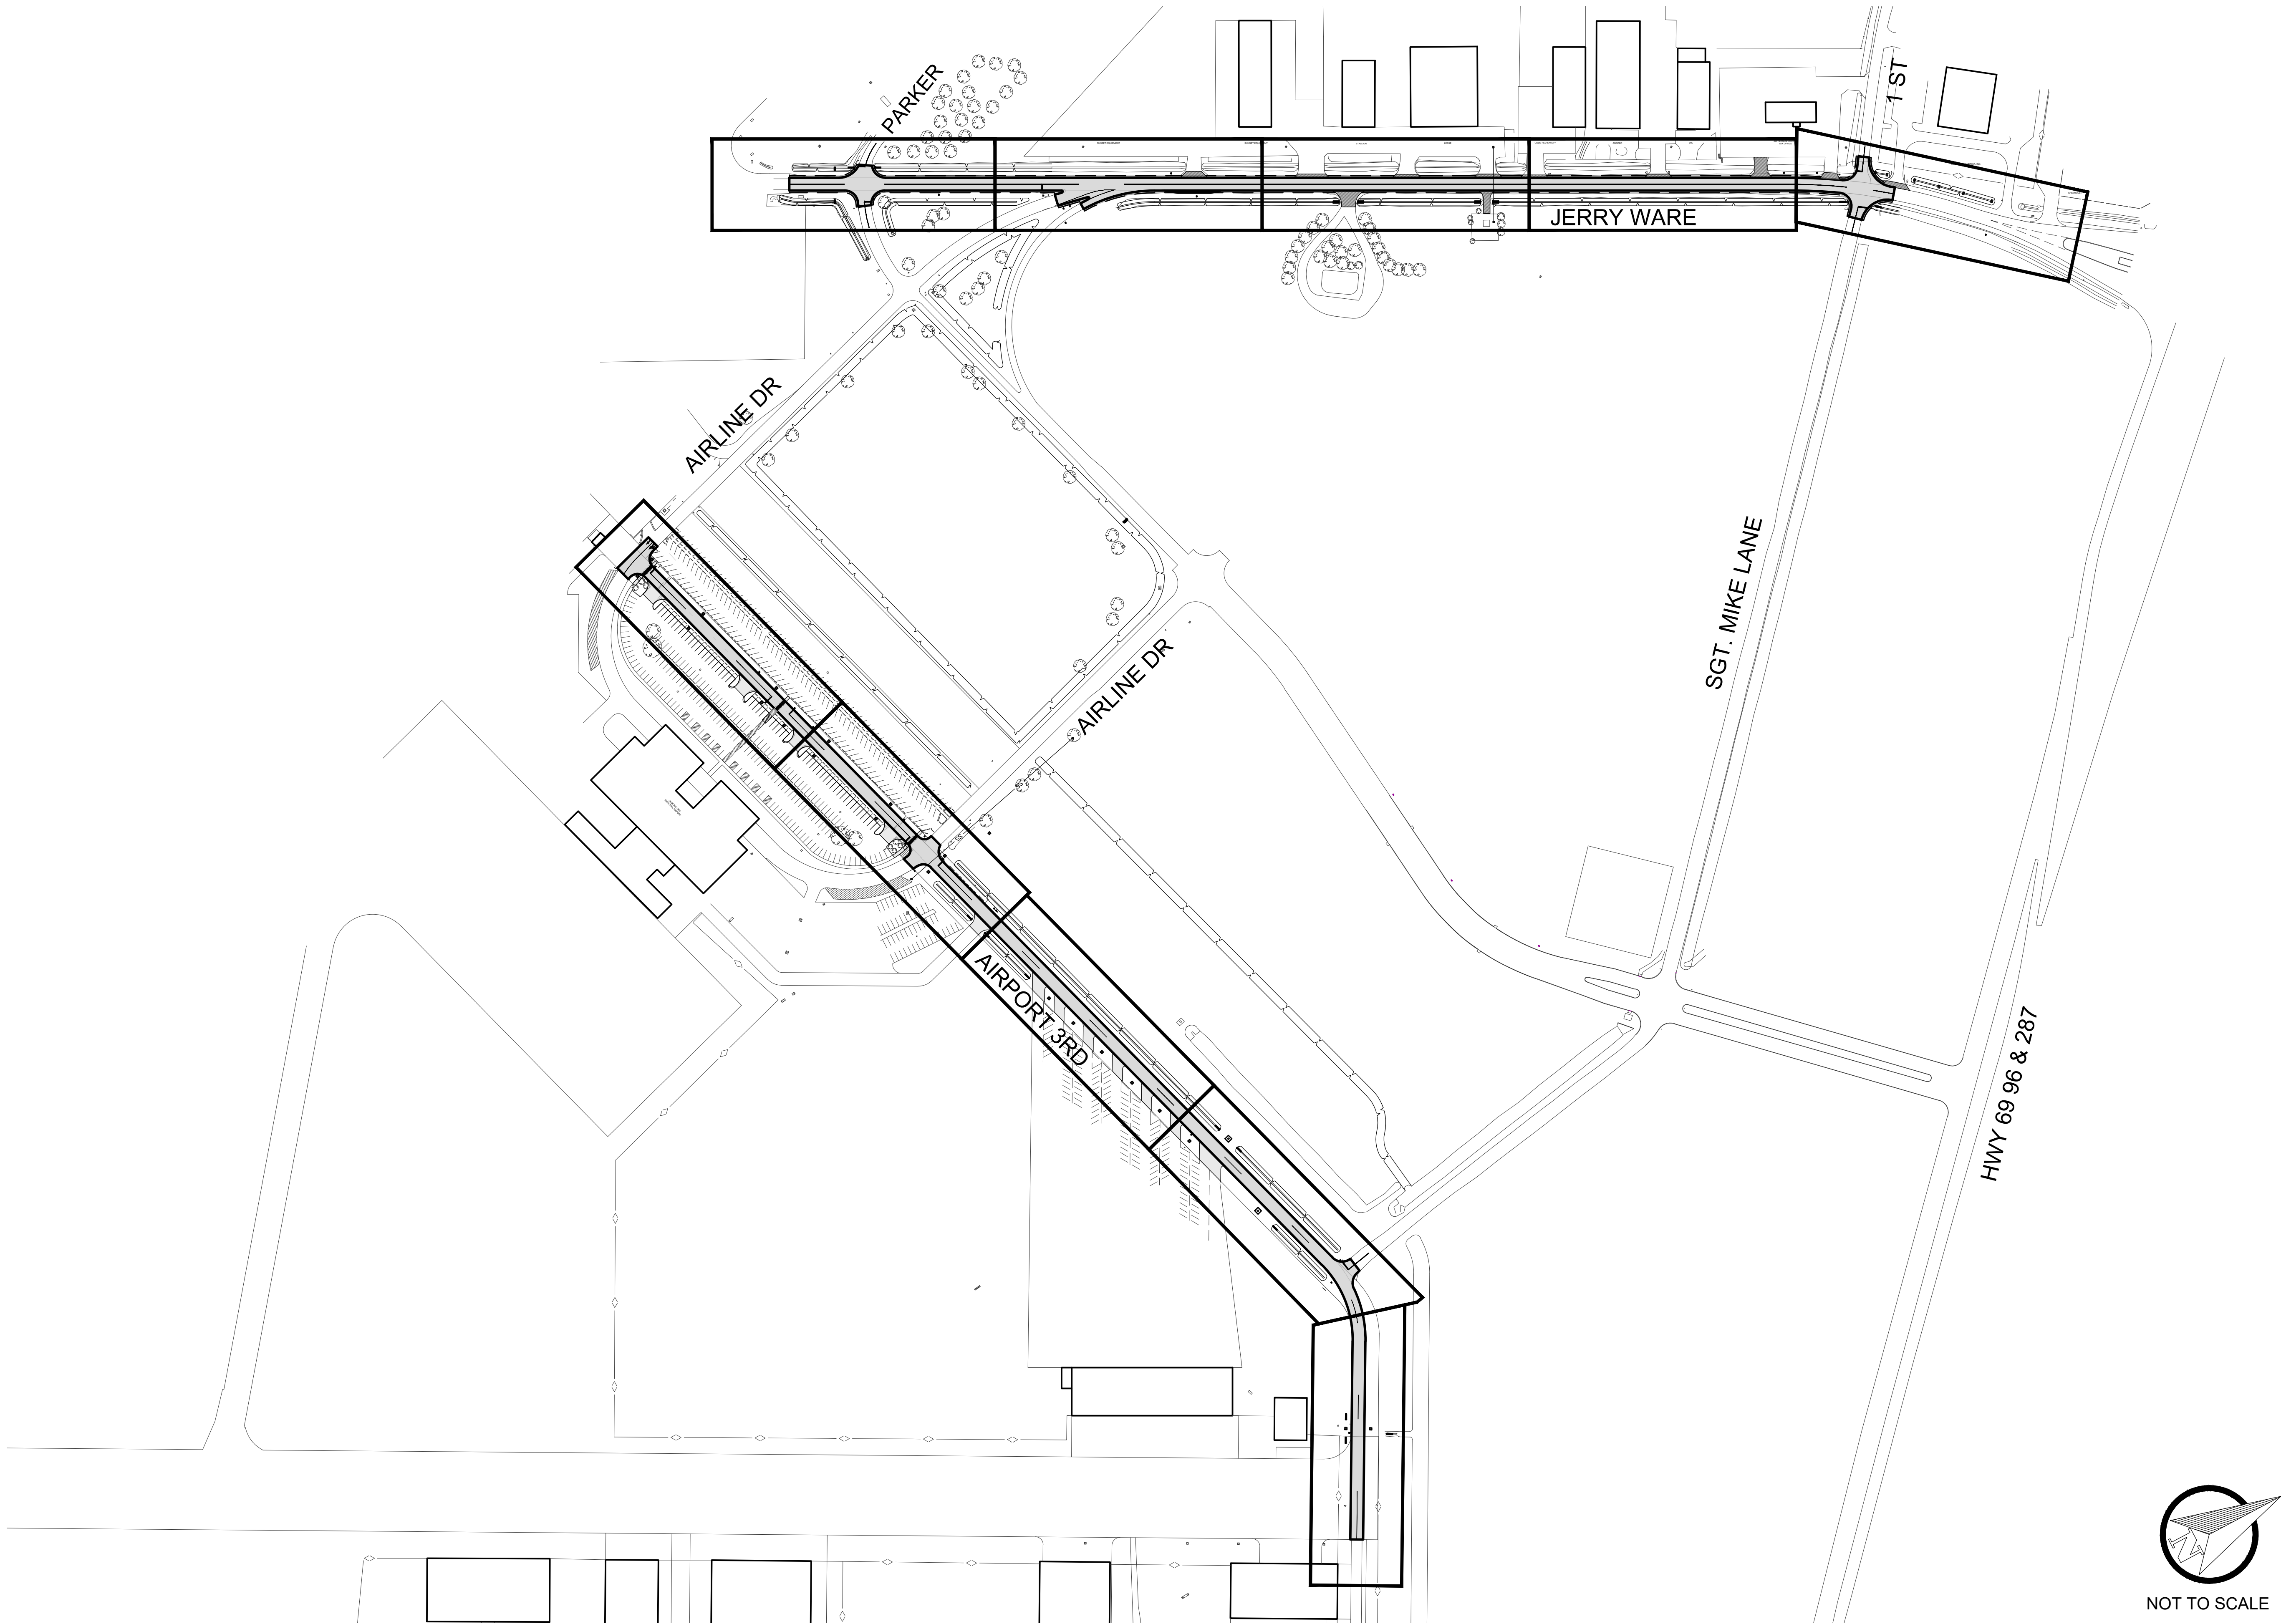 PARKER
1 ST
JERRY WARE
AIRLINE DR
SGT. MIKE LANE
AIRLINE DR
AIRPORT 3RD
HWY 69 96 & 287
NOT TO SCALE